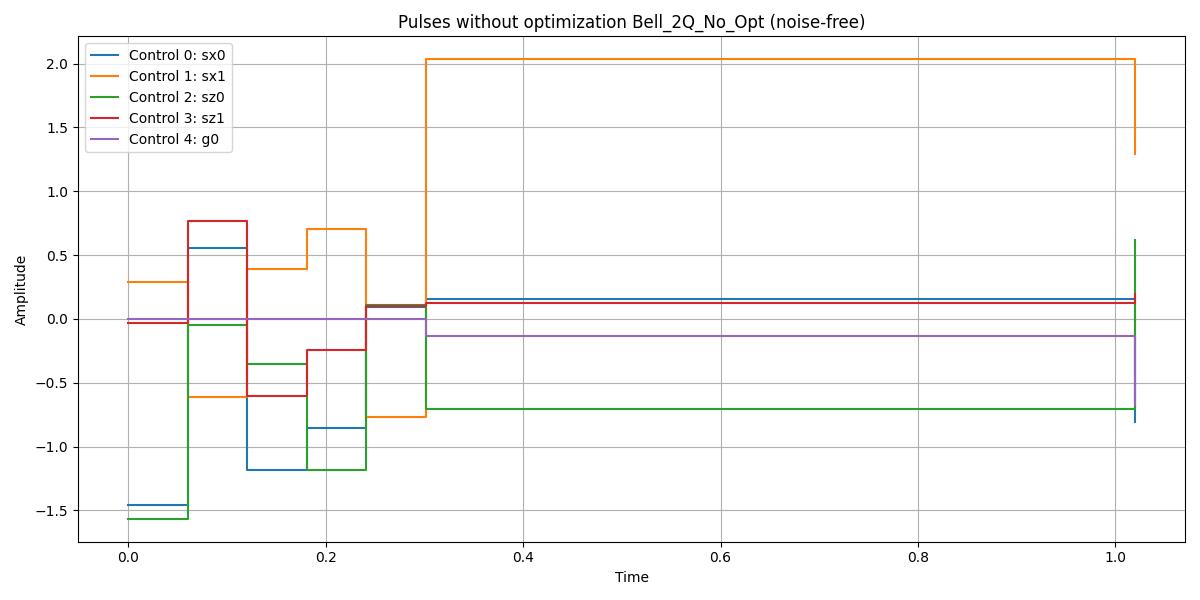 Pulses without optimization Bell_2Q_No_Opt (noise-free)
Control 0: sx0
Control 1: sx1
Control 2: sz0
Control 3: sz1
Control 4: g0
Amplitude
2.0
1.5
1.0
0.5
0.0
−0.5
−1.0
−1.5
0.0 0.2 0.4 0.6 0.8 1.0
Time